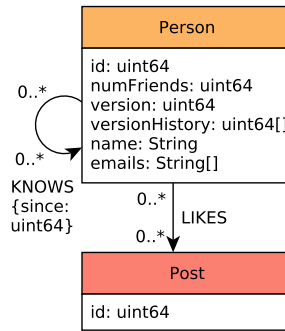 Person
id: uint64
numFriends: uint64
version: uint64
versionHistory: uint64[]
name: String
emails: String[]
0..*
0..*
KNOWS
{since:
uint64}
0..*
LIKES
0..*
Post
id: uint64